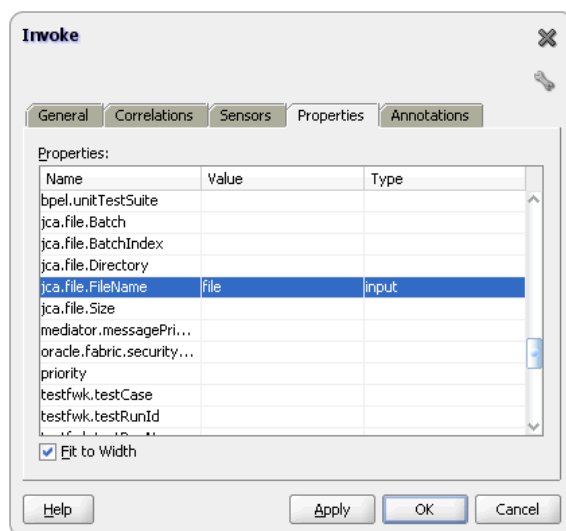 Invoke
General Correlations Sensors Properties Annotations
Properties:
Name Value Type
bpel.unitTestSuite
jca.file.Batch
jca.file.BatchIndex
jca.file.Directory
jca.file.FileName file input
jca.file.Size
mediator.messagePri...
oracle.fabric.security...
priority
testfwk.testCase
testfwk.testRunId
Fit to Width
Help Apply OK Cancel